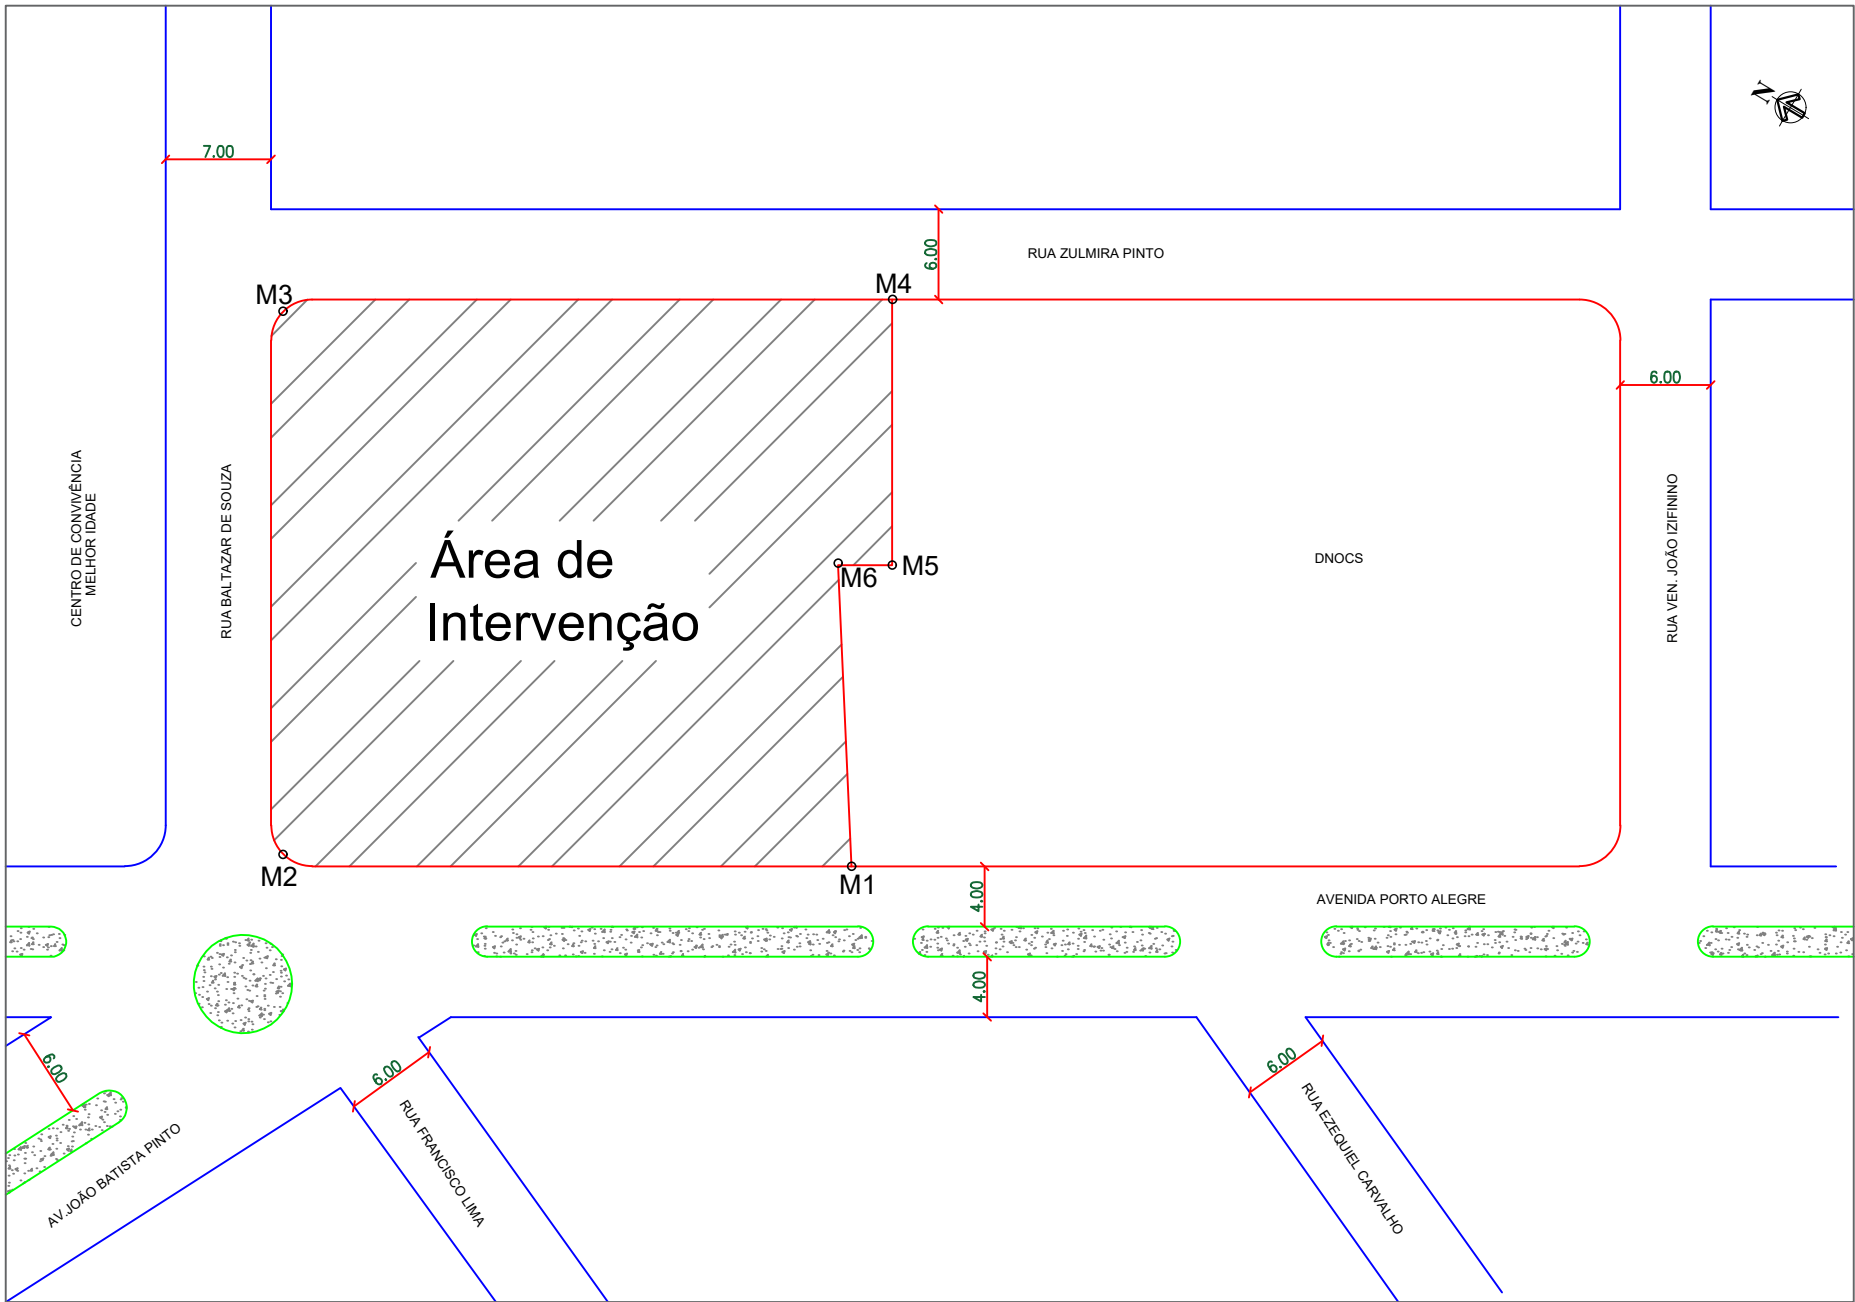 N
7.00
6.00
RUA ZULMIRA PINTO
M3
M4
6.00
CENTRO DE CONVIVÊNCIA
MELHOR IDADE
RUA BALTAZAR DE SOUZA
Área de
Intervenção
M6
M5
DNOCS
RUA VEN. JOÃO IZIFININO
M2
M1
4.00
AVENIDA PORTO ALEGRE
4.00
6.00
6.00
6.00
AV.JOÃO BATISTA PINTO
RUA FRANCISCO LIMA
RUA EZEQUIEL CARVALHO